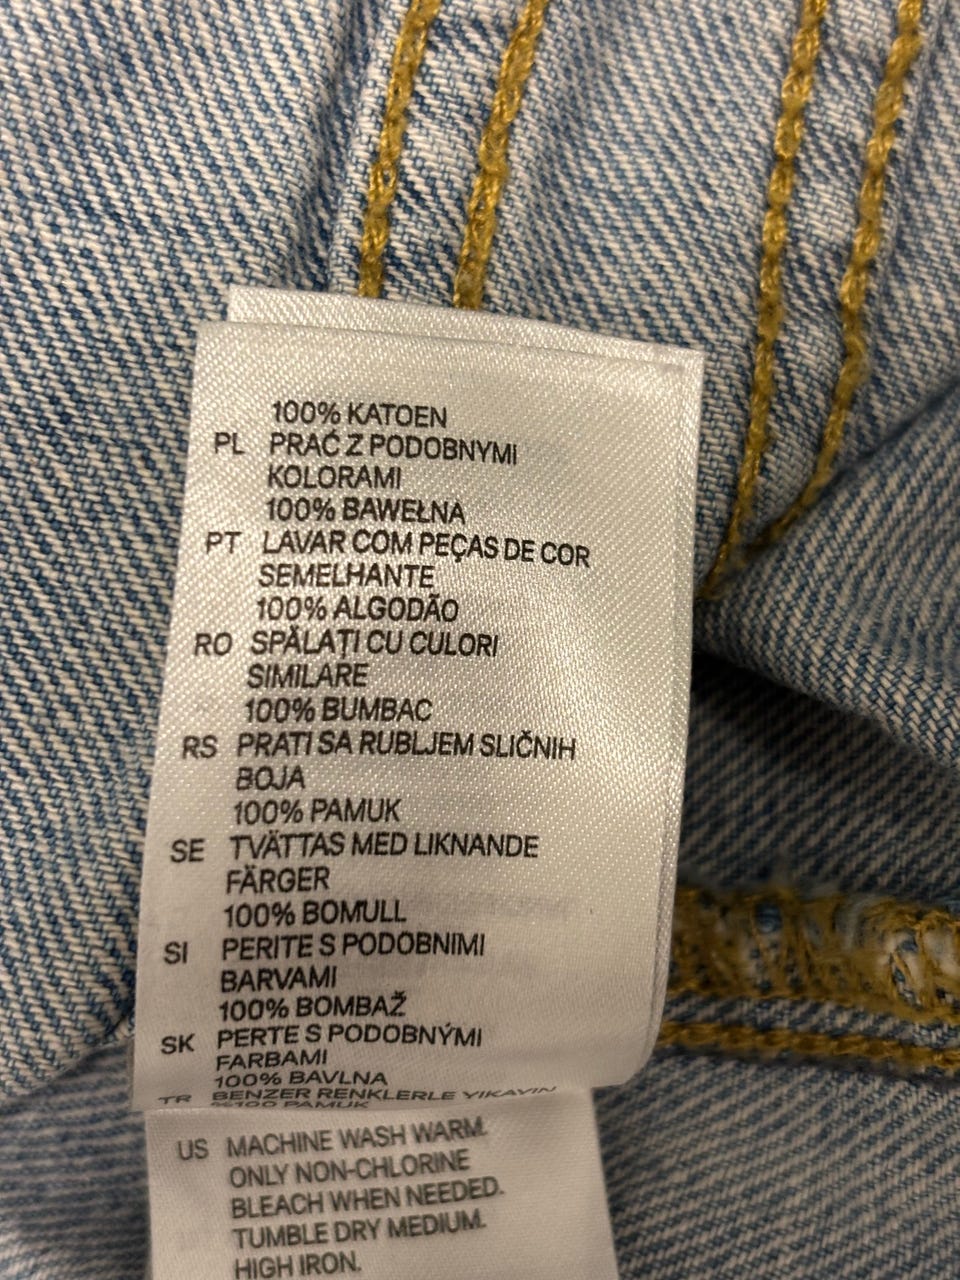 100% KATOEN
PL PRAĆ Z PODOBNYMI
KOLORAMI
100% BAWEŁNA
PT LAVAR COM PEÇAS DE COR
SEMELHANTE
100% ALGODÃO
RO SPĂLAȚI CU CULORI
SIMILARE
100% BUMBAC
RS PRATI SA RUBLJEM SLIČNIH
BOJA
100% PAMUK
SE TVÄTTAS MED LIKNANDE
FÄRGER
100% BOMULL
SI PERITE S PODOBNIMI
BARVAMI
100% BOMBAŽ
SK PERTE S PODOBNÝMI
FARBAMI
100% BAVLNA
TR BENZER RENKLERLE YIKAYIN
%100 PAMUK
US MACHINE WASH WARM.
ONLY NON-CHLORINE
BLEACH WHEN NEEDED.
TUMBLE DRY MEDIUM.
HIGH IRON.